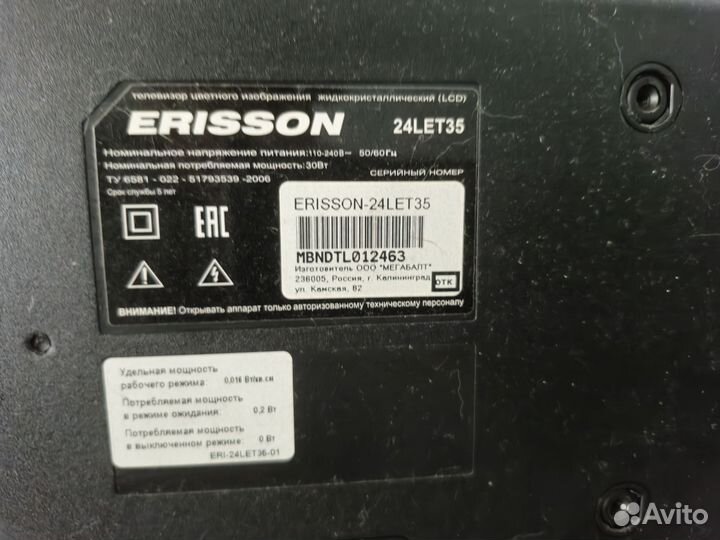 телевизор цветного изображения жидкокристаллический (LCD)
ERISSON 24LET35
Номинальное напряжение питания:110-240В~ 50/60Гц
Номинальная потребляемая мощность:30Вт
ТУ 6581 - 022 - 51793539 -2006
Срок службы 5 лет
СЕРИЙНЫЙ НОМЕР
ERISSON-24LET35
EAC
MBNDTL012463
Изготовитель ООО "МЕГАБАЛТ"
236005, Россия, г. Калининград,
ул. Камская, 82
ОТК
ВНИМАНИЕ! Открывать аппарат только авторизованному техническому персоналу
Удельная мощность
рабочего режима: 0,016 Вт/кв.см
Потребляемая мощность
в режиме ожидания: 0,2 Вт
Потребляемая мощность
в выключенном режиме: 0 Вт
ERI-24LET35-01
Avito